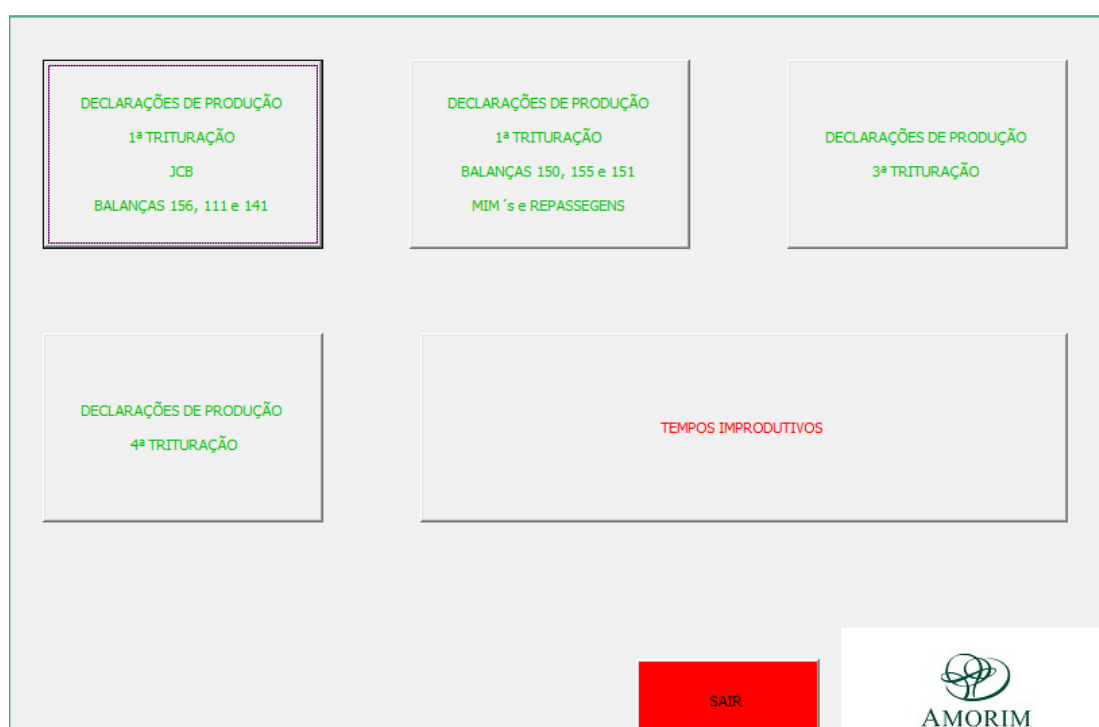 DECLARAÇÕES DE PRODUÇÃO
1ª TRITURAÇÃO
JCB
BALANÇAS 156, 111 e 141
DECLARAÇÕES DE PRODUÇÃO
1ª TRITURAÇÃO
BALANÇAS 150, 155 e 151
MIM ´s e REPASSEGENS
DECLARAÇÕES DE PRODUÇÃO
3ª TRITURAÇÃO
DECLARAÇÕES DE PRODUÇÃO
4ª TRITURAÇÃO
TEMPOS IMPRODUTIVOS
SAIR
AMORIM